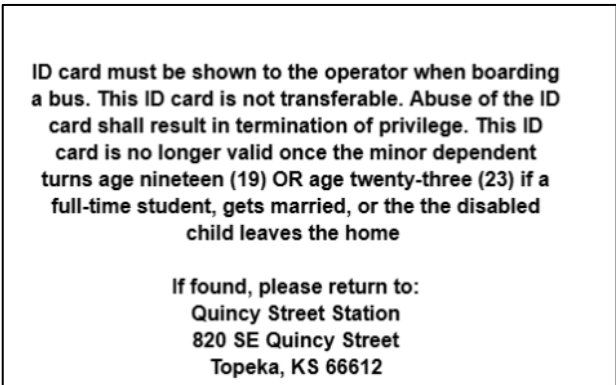 ID card must be shown to the operator when boarding
a bus. This ID card is not transferable. Abuse of the ID
card shall result in termination of privilege. This ID
card is no longer valid once the minor dependent
turns age nineteen (19) OR age twenty-three (23) if a
full-time student, gets married, or the the disabled
child leaves the home
If found, please return to:
Quincy Street Station
820 SE Quincy Street
Topeka, KS 66612